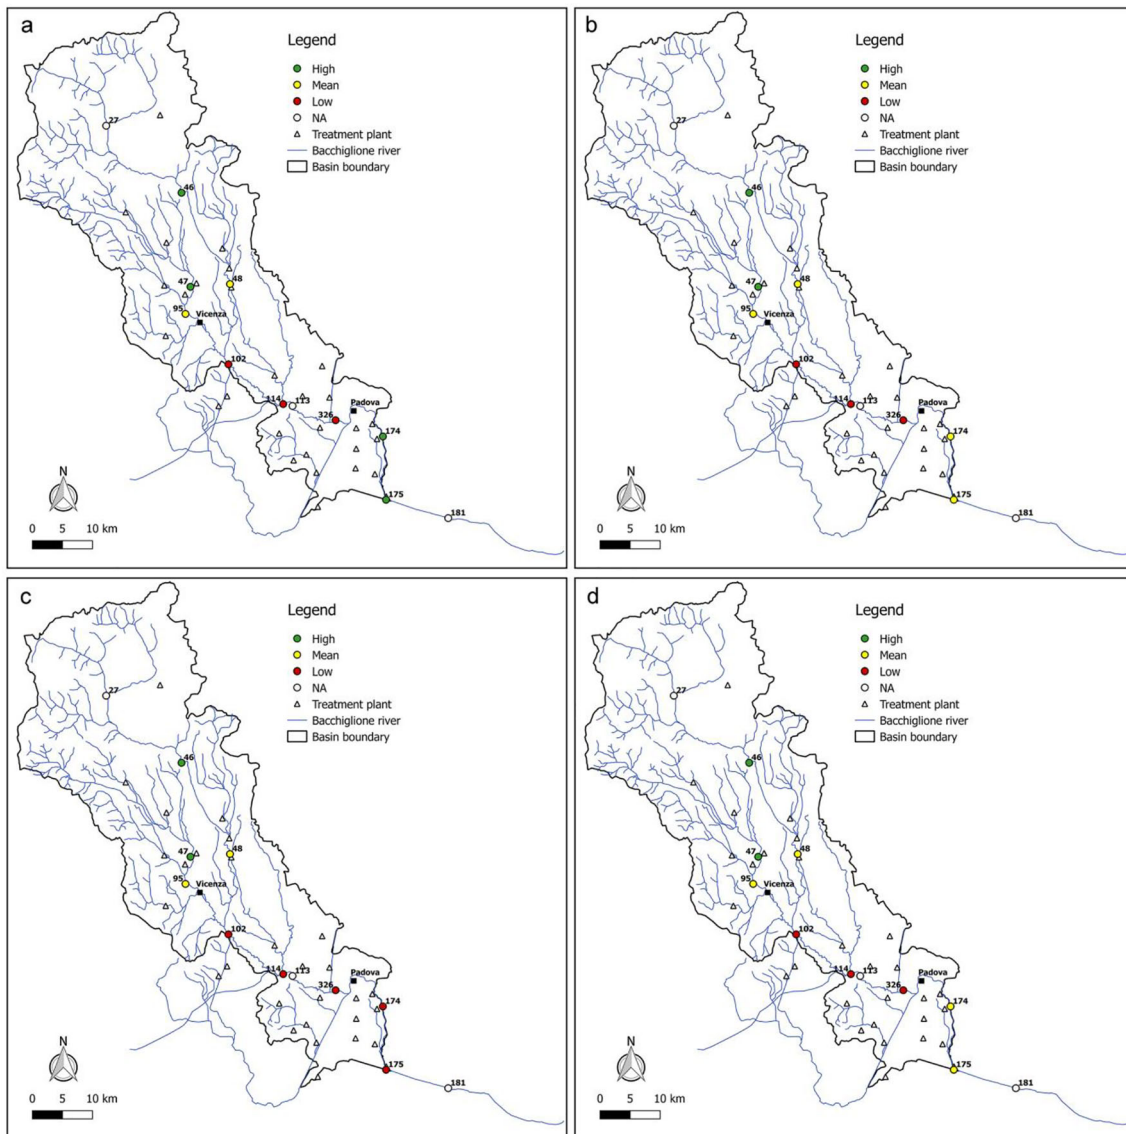 a
Legend
High
Mean
Low
NA
Treatment plant
Bacchiglione river
Basin boundary
27
46
47
48
95
Vicenza
102
114
113
326
Padova
174
175
181
N
0 5 10 km
b
Legend
High
Mean
Low
NA
Treatment plant
Bacchiglione river
Basin boundary
27
46
47
48
95
Vicenza
102
114
113
326
Padova
174
175
181
N
0 5 10 km
c
Legend
High
Mean
Low
NA
Treatment plant
Bacchiglione river
Basin boundary
27
46
47
48
95
Vicenza
102
114
113
326
Padova
174
175
181
N
0 5 10 km
d
Legend
High
Mean
Low
NA
Treatment plant
Bacchiglione river
Basin boundary
27
46
47
48
95
Vicenza
102
114
113
326
Padova
174
175
181
N
0 5 10 km